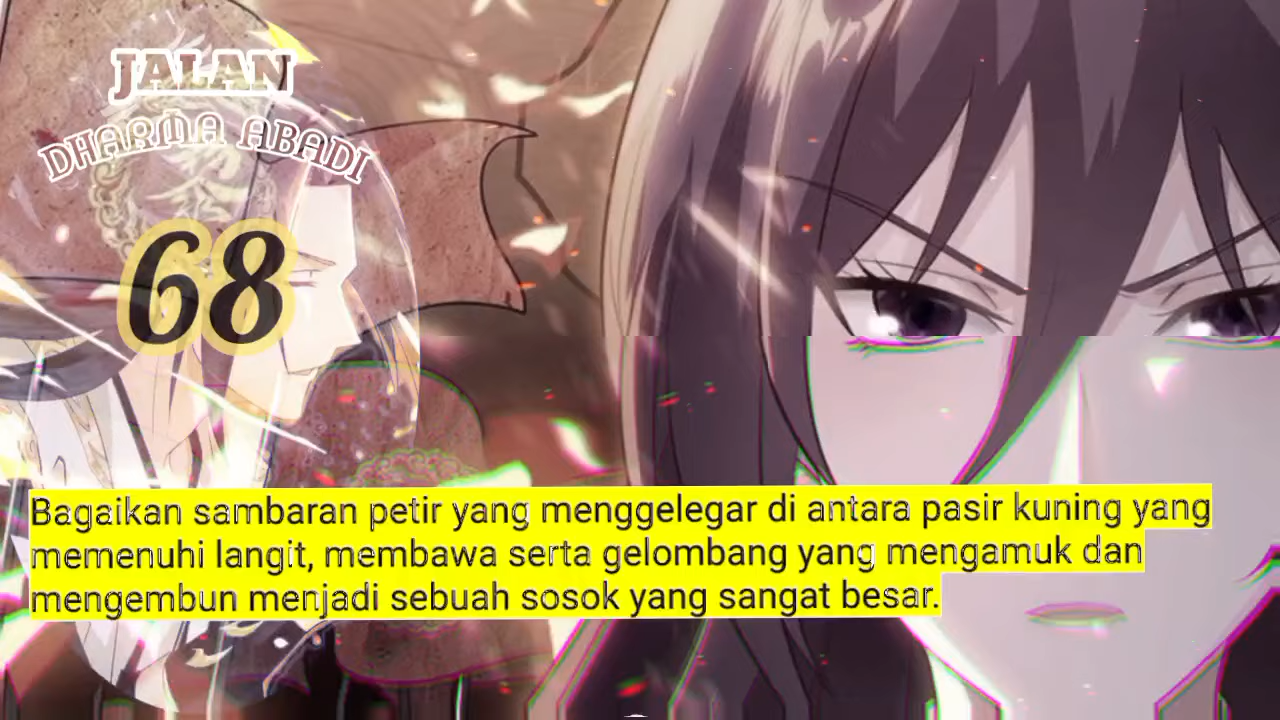 JALAN
DHARMA ABADI
68
Bagaikan sambaran petir yang menggelegar di antara pasir kuning yang
memenuhi langit, membawa serta gelombang yang mengamuk dan
mengembun menjadi sebuah sosok yang sangat besar.